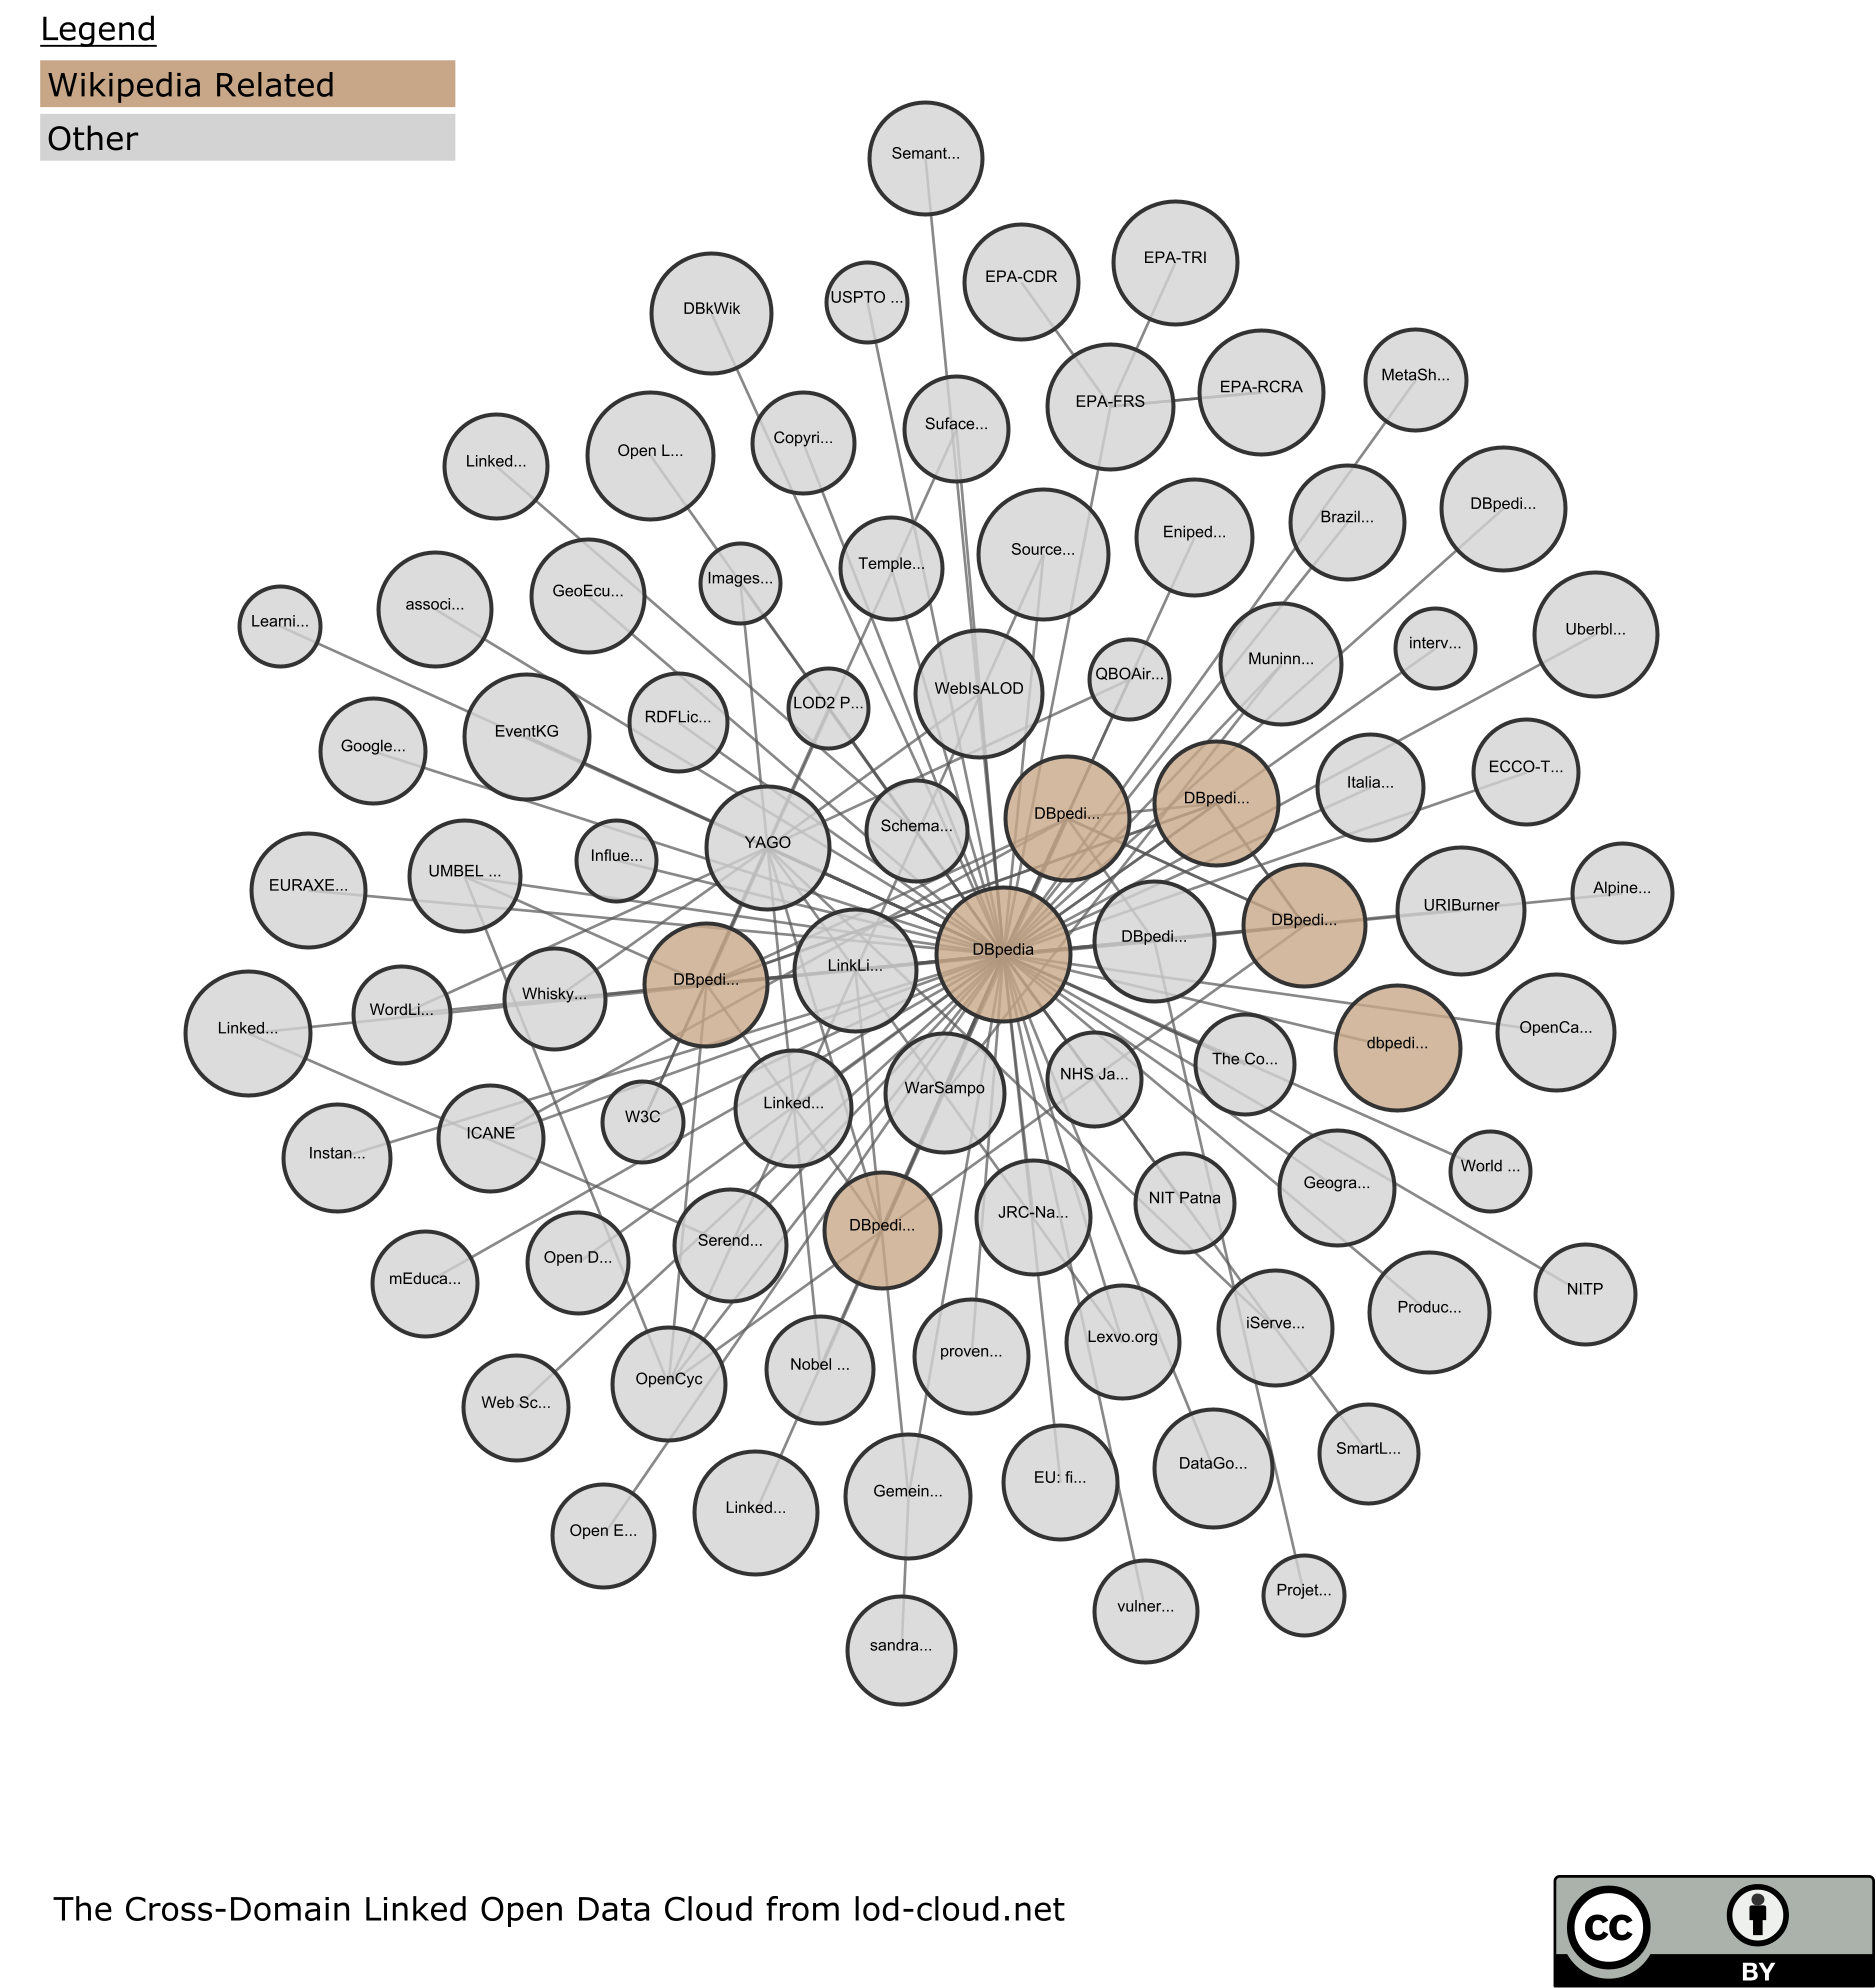 Legend
Wikipedia Related
Other
Semant...
EPA-TRI
EPA-CDR
USPTO ...
DBkWik
MetaSh...
EPA-RCRA
EPA-FRS
Suface...
Copyri...
Open L...
Linked...
DBpedi...
Brazil...
Eniped...
Source...
Temple...
Images...
GeoEcu...
associ...
Learni...
Uberbl...
interv...
Muninn...
QBOAir...
WebIsALOD
LOD2 P...
RDFLic...
EventKG
Google...
ECCO-T...
Italia...
DBpedi...
DBpedi...
Schema...
YAGO
Influe...
UMBEL ...
EURAXE...
Alpine...
URIBurner
DBpedi...
DBpedi...
DBpedia
LinkLi...
DBpedi...
Whisky...
WordLi...
Linked...
OpenCa...
dbpedi...
The Co...
NHS Ja...
WarSampo
Linked...
W3C
ICANE
Instan...
World ...
Geogra...
NIT Patna
JRC-Na...
DBpedi...
Serend...
Open D...
mEduca...
NITP
Produc...
iServe...
Lexvo.org
proven...
Nobel ...
OpenCyc
Web Sc...
SmartL...
DataGo...
EU: fi...
Gemein...
Linked...
Open E...
Projet...
vulner...
sandra...
The Cross-Domain Linked Open Data Cloud from lod-cloud.net
cc
BY